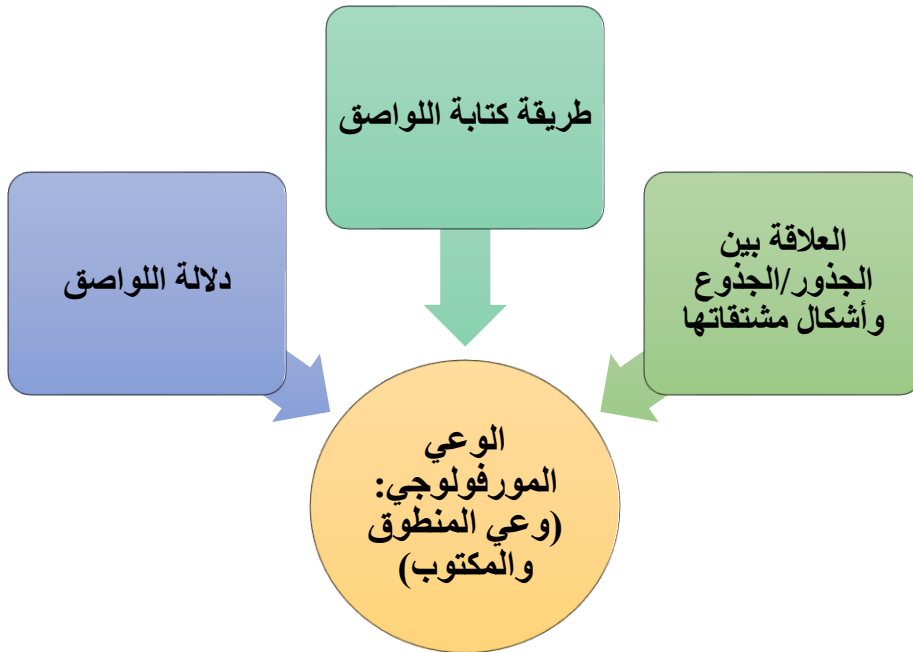 طريقة كتابة اللواصق
العلاقة بين
الجذور/الجذوع
وأشكال مشتقاتها
دلالة اللواصق
الوعي
المورفولوجي:
(وعي المنطوق
والمكتوب)